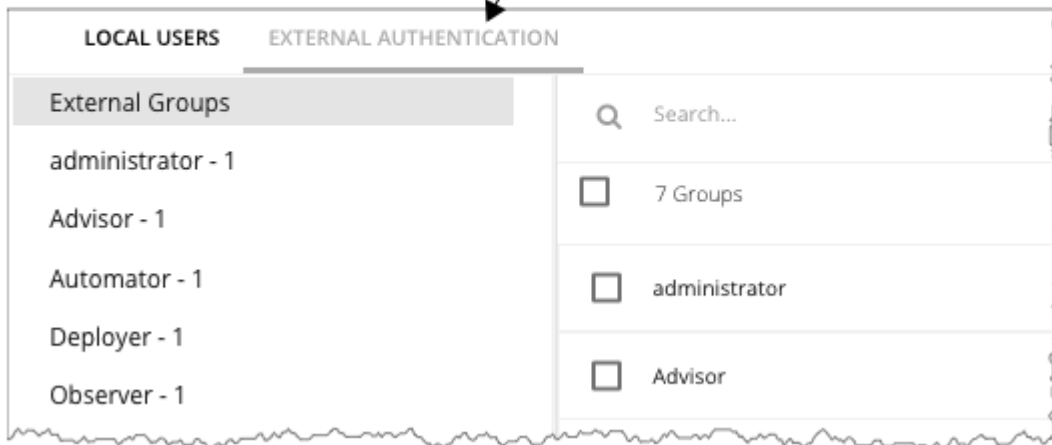 LOCAL USERS EXTERNAL AUTHENTICATION
External Groups
administrator - 1
Advisor - 1
Automator - 1
Deployer - 1
Observer - 1
Search...
7 Groups
administrator
Advisor